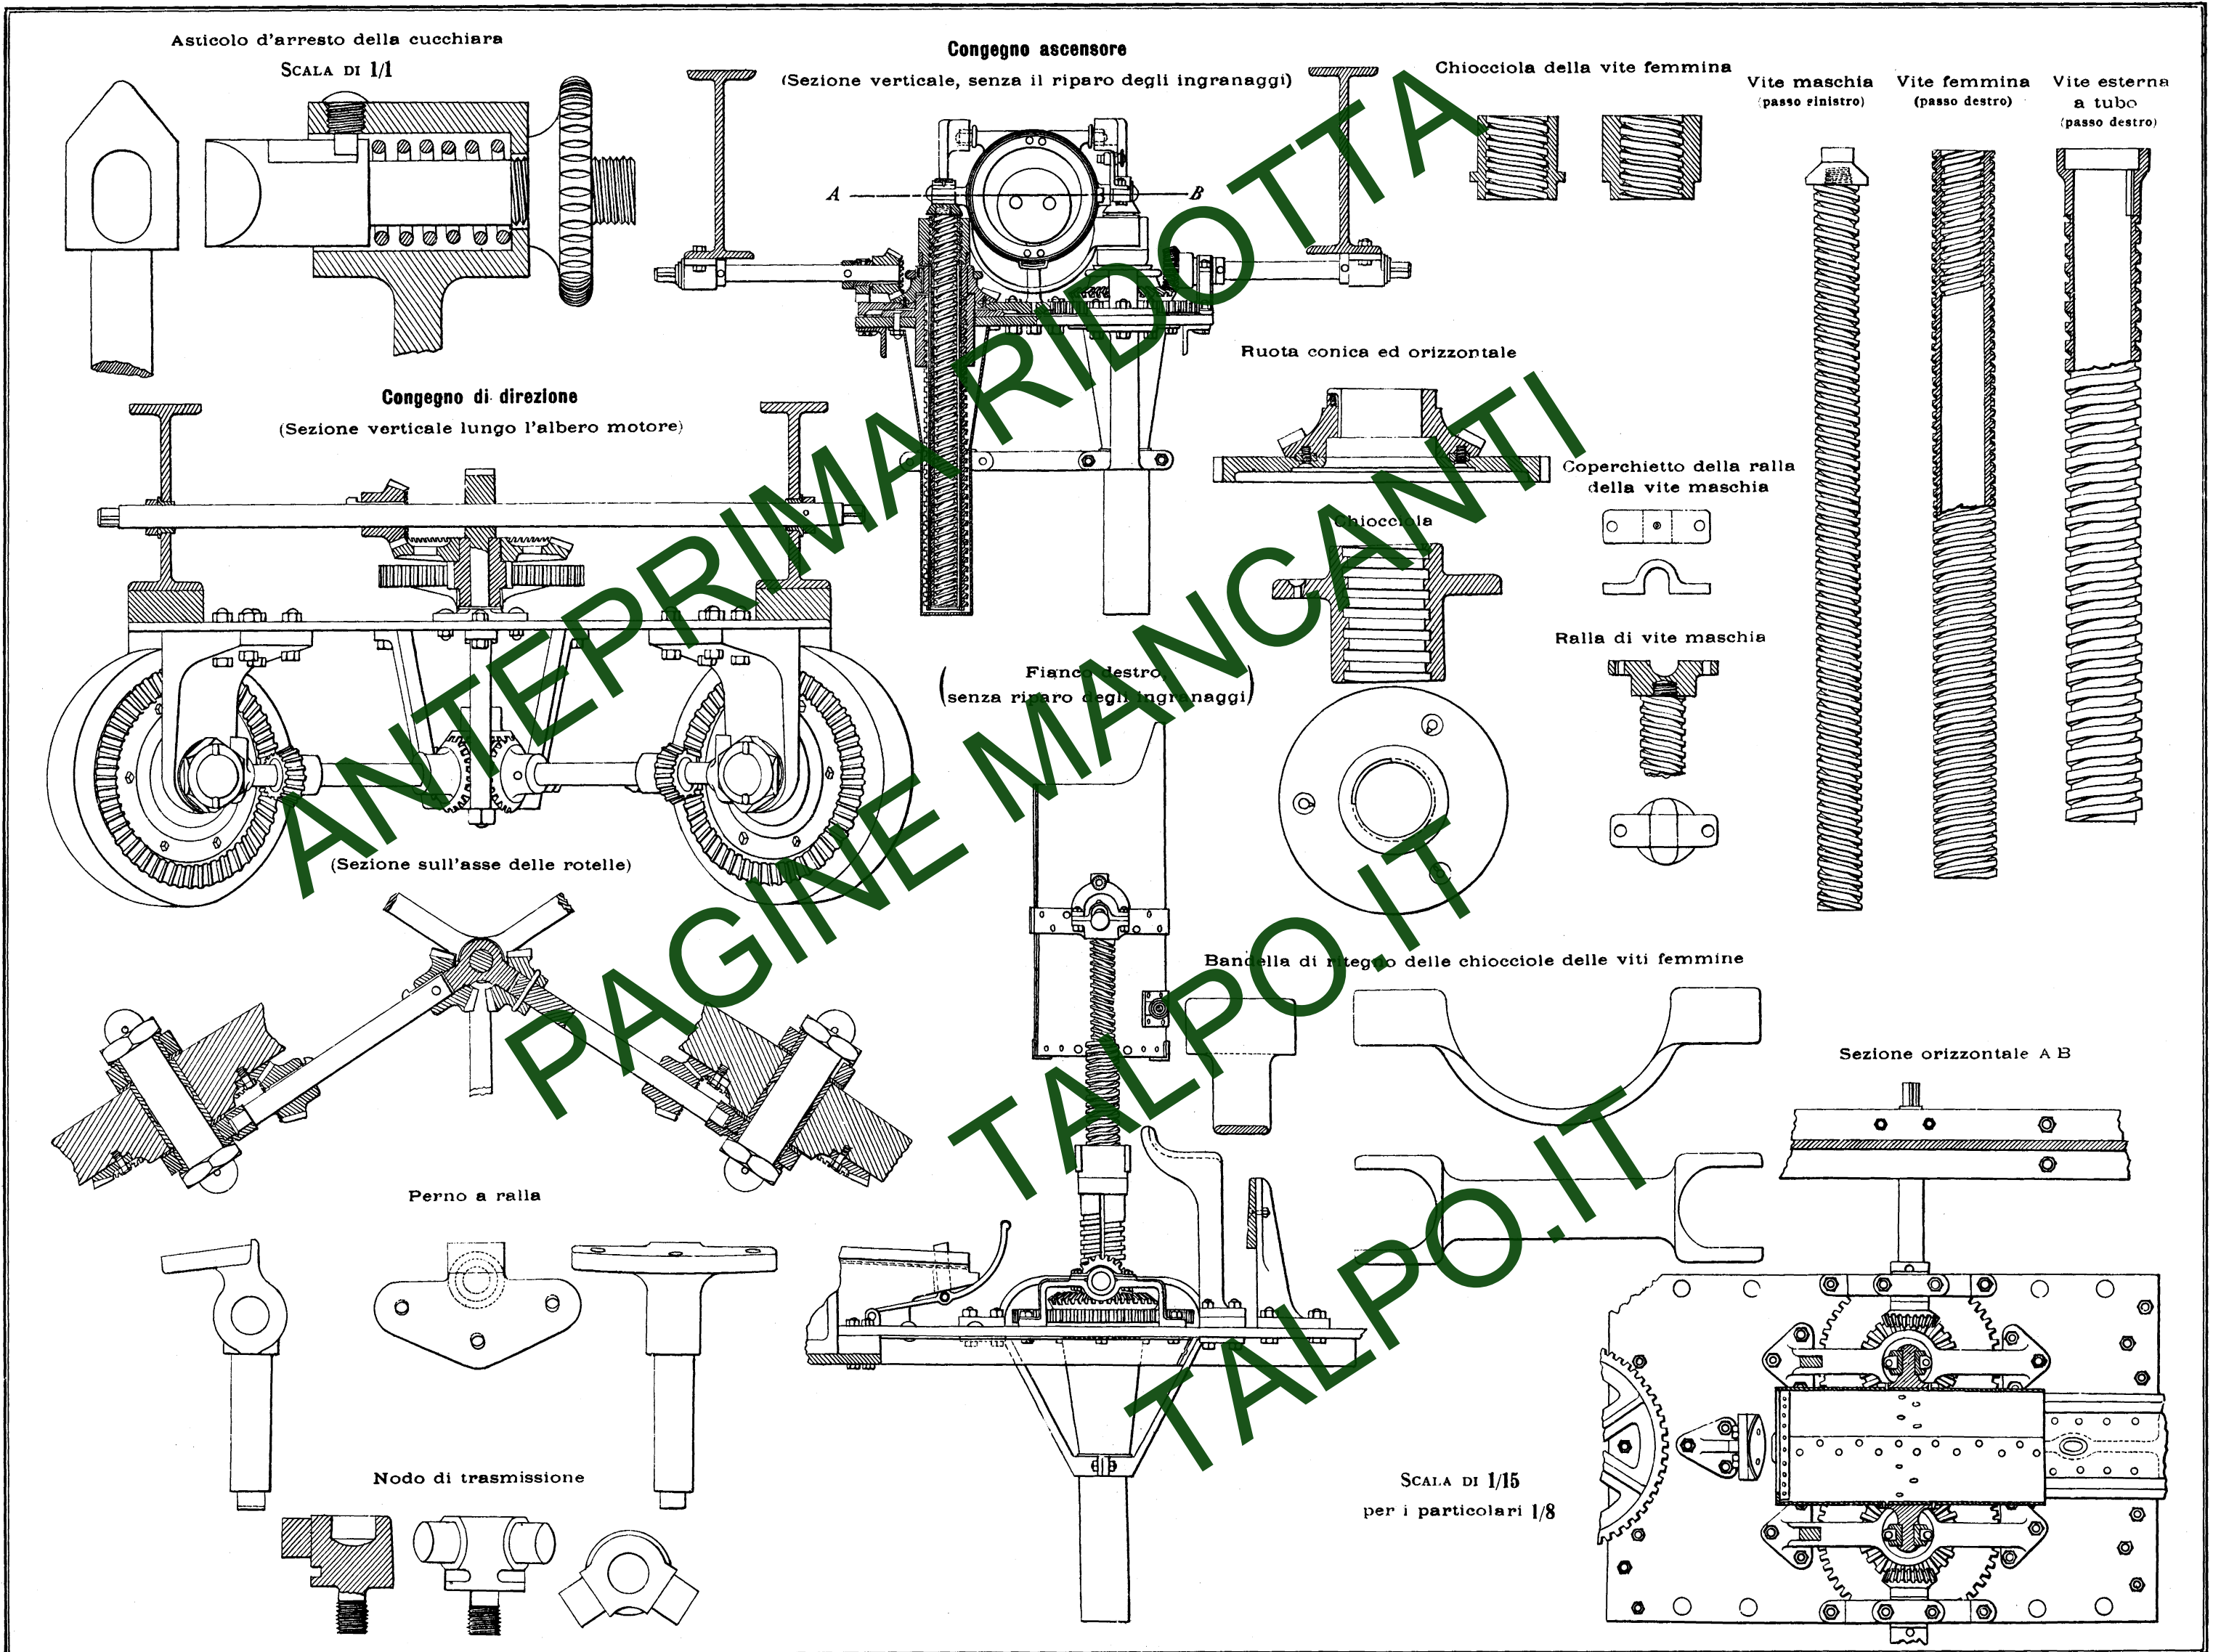 Asticolo d'arresto della cucchiara
SCALA DI 1/1
Congegno ascensore
(Sezione verticale, senza il riparo degli ingranaggi)
A
B
Chiocciola della vite femmina
Vite maschia
(passo sinistro)
Vite femmina
(passo destro)
Vite esterna
a tubo
(passo destro)
Congegno di direzione
(Sezione verticale lungo l'albero motore)
Ruota conica ed orizzontale
Coperchietto della ralla
della vite maschia
Chiocciola
Ralla di vite maschia
Fianco destro,
(senza riparo degli ingranaggi)
(Sezione sull'asse delle rotelle)
Bandella di ritegno delle chiocciole delle viti femmine
Sezione orizzontale A B
Perno a ralla
Nodo di trasmissione
SCALA DI 1/15
per i particolari 1/8
ANTEPRIMA RIDOTTA
PAGINE MANCANTI
TALPO.IT
TALPO.IT